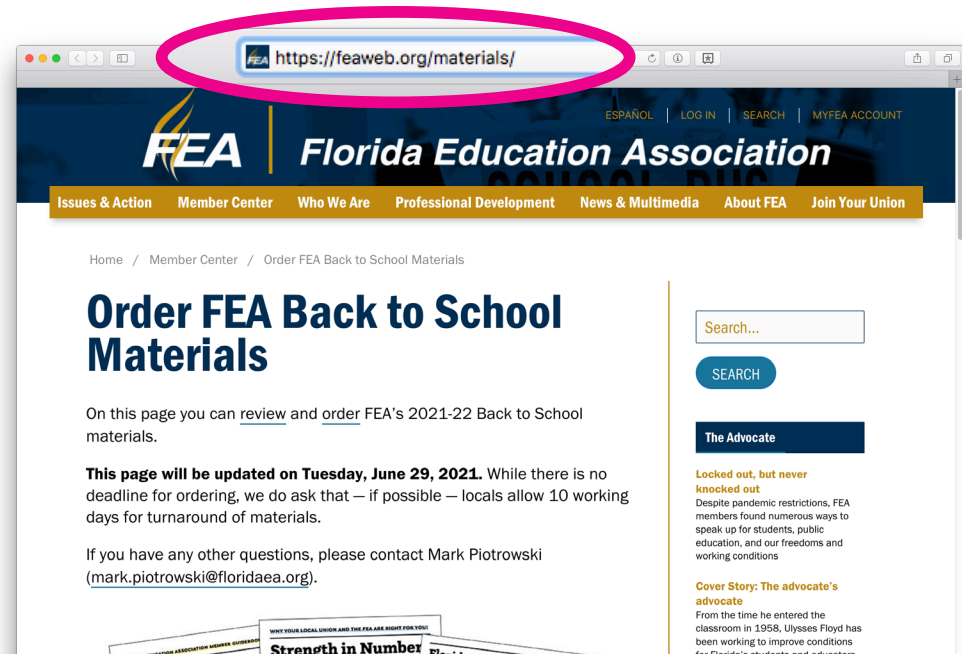 FEA https://feaweb.org/materials/
ESPAÑOL LOG IN SEARCH MYFEA ACCOUNT
FEA Florida Education Association
Issues & Action Member Center Who We Are Professional Development News & Multimedia About FEA Join Your Union
Home / Member Center / Order FEA Back to School Materials
Order FEA Back to School
Materials
On this page you can review and order FEA's 2021-22 Back to School
materials.
This page will be updated on Tuesday, June 29, 2021. While there is no
deadline for ordering, we do ask that — if possible — locals allow 10 working
days for turnaround of materials.
If you have any other questions, please contact Mark Piotrowski
(mark.piotrowski@floridaea.org).
ASSOCIATION MEMBER GUIDEBOOK
WHY YOUR LOCAL UNION AND THE FEA ARE RIGHT FOR YOU!
Strength in Number
Search...
SEARCH
The Advocate
Locked out, but never
knocked out
Despite pandemic restrictions, FEA
members found numerous ways to
speak up for students, public
education, and our freedoms and
working conditions
Cover Story: The advocate's
advocate
From the time he entered the
classroom in 1958, Ulysses Floyd has
been working to improve conditions
for Florida's students and educators